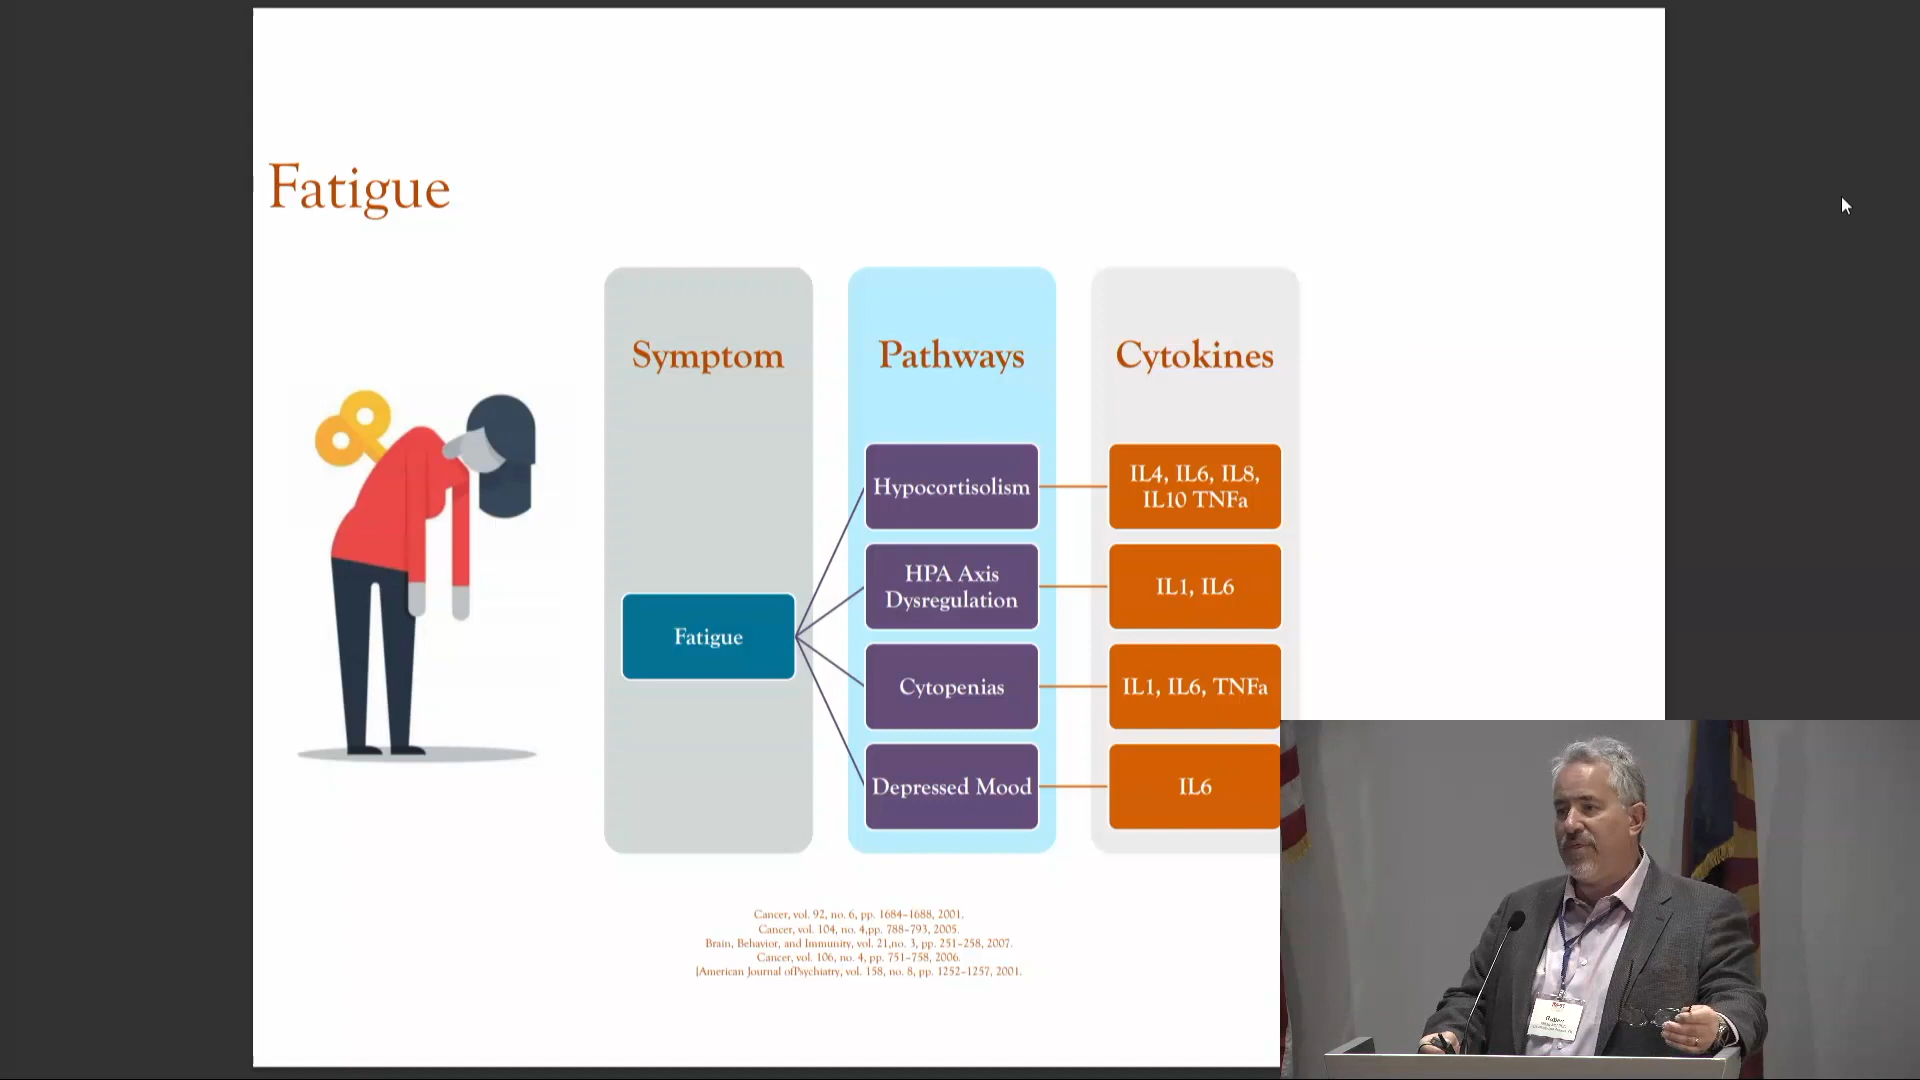 Fatigue
Symptom
Pathways
Cytokines
Fatigue
Hypocortisolism
IL4, IL6, IL8,
IL10 TNFa
HPA Axis
Dysregulation
IL1, IL6
Cytopenias
IL1, IL6, TNFa
Depressed Mood
IL6
Cancer, vol. 92, no. 6, pp. 1684–1688, 2001.
Cancer, vol. 104, no. 4,pp. 788–793, 2005.
Brain, Behavior, and Immunity, vol. 21,no. 3, pp. 251–258, 2007.
Cancer, vol. 106, no. 4, pp. 751–758, 2006.
[American Journal ofPsychiatry, vol. 158, no. 8, pp. 1252–1257, 2001.